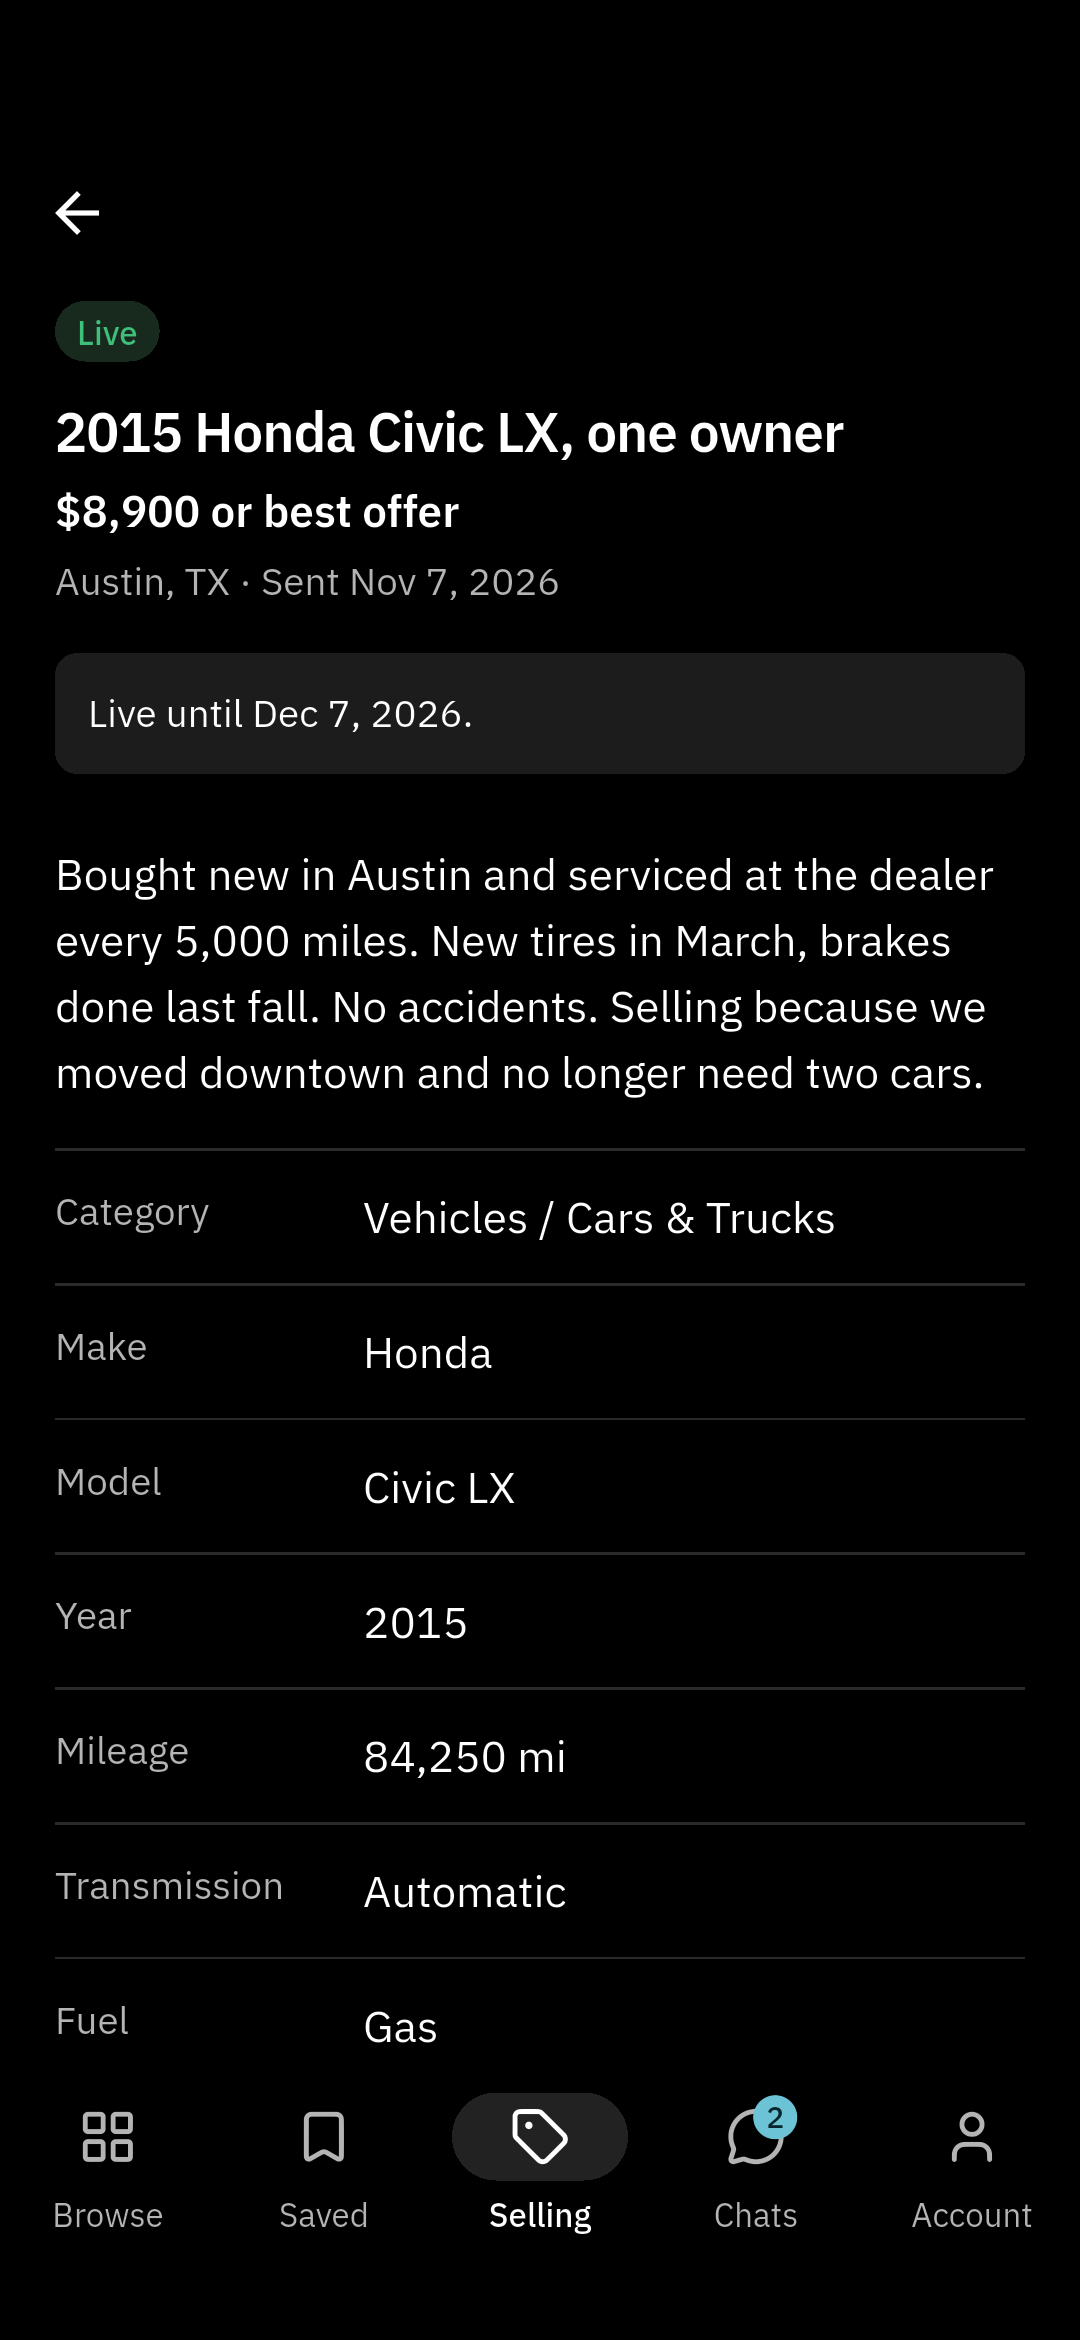 Live
2015 Honda Civic LX, one owner
$8,900 or best offer
Austin, TX · Sent Nov 7, 2026
Live until Dec 7, 2026.
Bought new in Austin and serviced at the dealer
every 5,000 miles. New tires in March, brakes
done last fall. No accidents. Selling because we
moved downtown and no longer need two cars.
Category Vehicles / Cars & Trucks
Make Honda
Model Civic LX
Year 2015
Mileage 84,250 mi
Transmission Automatic
Fuel Gas
2
Browse Saved Selling Chats Account